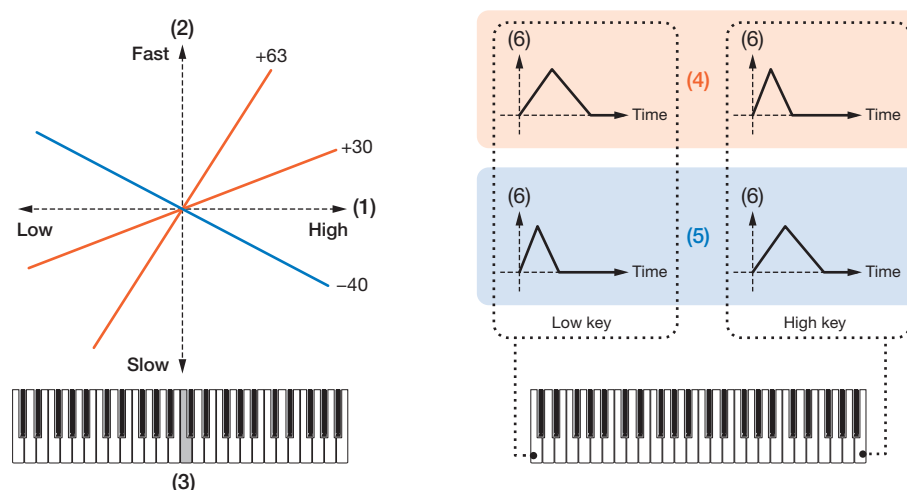 (2)
Fast
+63
+30
(1)
Low
High
−40
Slow
(3)
(6)
Time
(4)
(6)
Time
(6)
Time
(5)
(6)
Time
Low key
High key